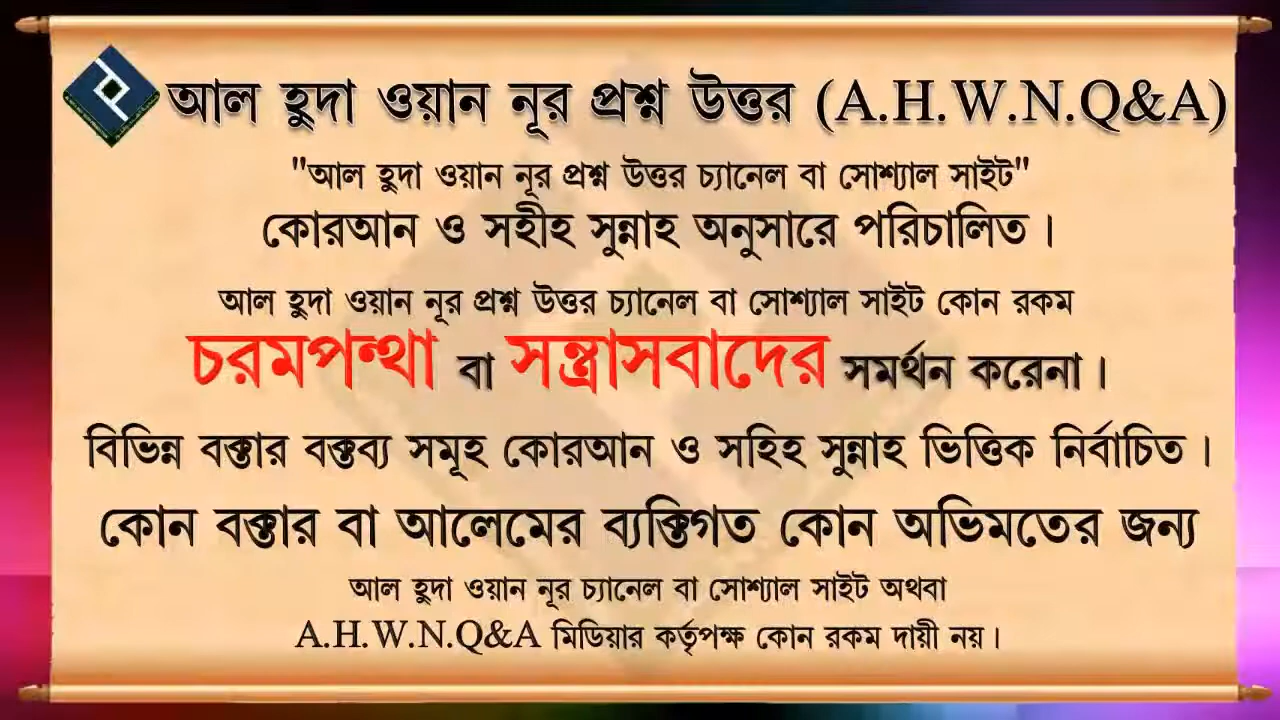 আল হুদা ওয়ান নূর প্রশ্ন উত্তর (A.H.W.N.Q&A)
"আল হুদা ওয়ান নূর প্রশ্ন উত্তর চ্যানেল বা সোশ্যাল সাইট"
কোরআন ও সহীহ সুন্নাহ অনুসারে পরিচালিত ।
আল হুদা ওয়ান নূর প্রশ্ন উত্তর চ্যানেল বা সোশ্যাল সাইট কোন রকম
চরমপন্থা বা সন্ত্রাসবাদের সমর্থন করেনা ।
বিভিন্ন বক্তার বক্তব্য সমূহ কোরআন ও সহিহ সুন্নাহ ভিত্তিক নির্বাচিত ।
কোন বক্তার বা আলেমের ব্যক্তিগত কোন অভিমতের জন্য
আল হুদা ওয়ান নূর চ্যানেল বা সোশ্যাল সাইট অথবা
A.H.W.N.Q&A মিডিয়ার কর্তৃপক্ষ কোন রকম দায়ী নয় ।